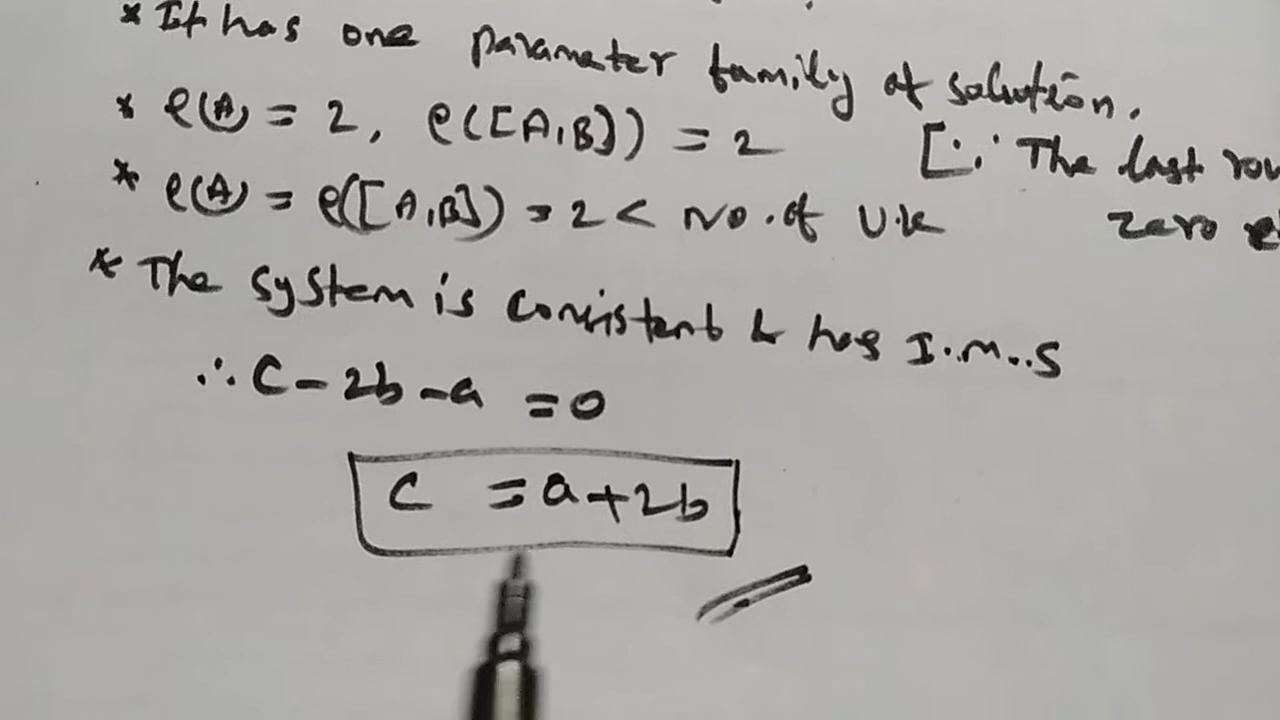 * It has one parameter family of solution.
* ρ(A) = 2, ρ([A,B]) = 2 [∵ The last row
* ρ(A) = ρ([A,B]) = 2 < No. of U.K zero
* The system is consistent & has I.M..S
∴ C - 2b - a = 0
C = a + 2b